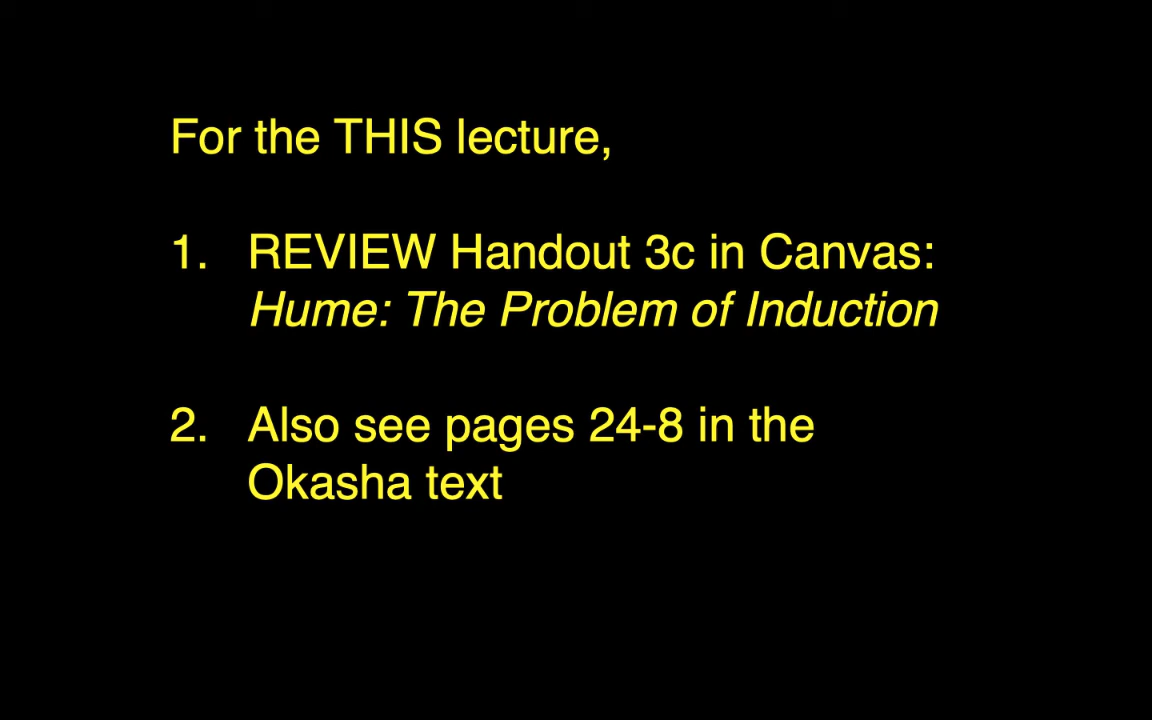 For the THIS lecture,
1. REVIEW Handout 3c in Canvas:
Hume: The Problem of Induction
2. Also see pages 24-8 in the
Okasha text